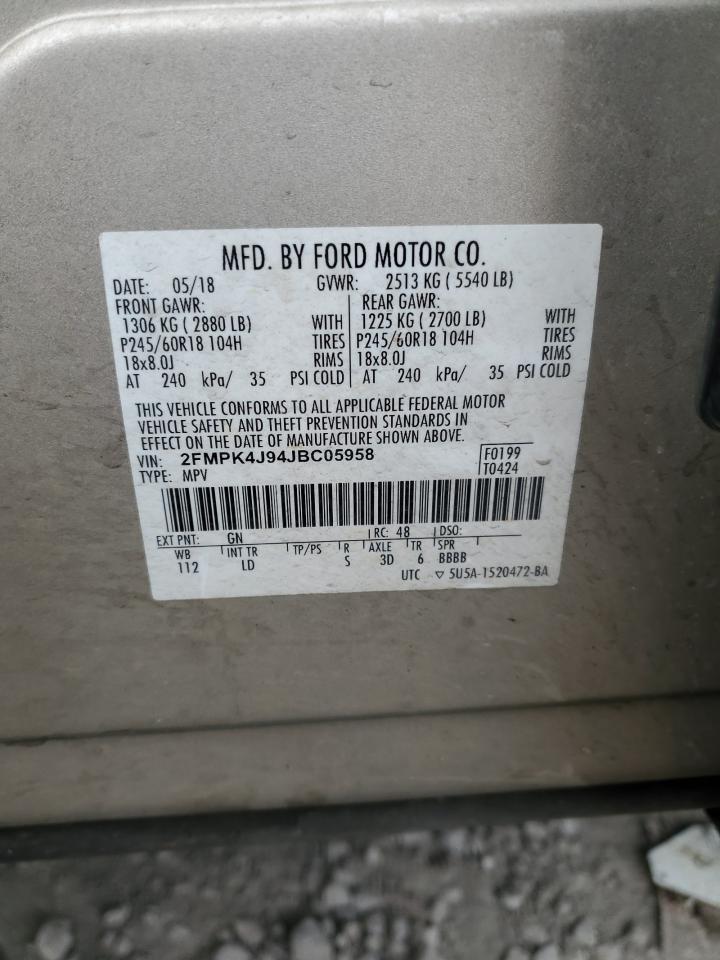 MFD. BY FORD MOTOR CO.
DATE: 05/18 GVWR: 2513 KG ( 5540 LB)
FRONT GAWR: REAR GAWR:
1306 KG ( 2880 LB) WITH 1225 KG ( 2700 LB) WITH
P245/60R18 104H TIRES P245/60R18 104H TIRES
18x8.0J RIMS 18x8.0J RIMS
AT 240 kPa/ 35 PSI COLD AT 240 kPa/ 35 PSI COLD
THIS VEHICLE CONFORMS TO ALL APPLICABLE FEDERAL MOTOR
VEHICLE SAFETY AND THEFT PREVENTION STANDARDS IN
EFFECT ON THE DATE OF MANUFACTURE SHOWN ABOVE.
VIN: 2FMPK4J94JBC05958 F0199
TYPE: MPV T0424
EXT PNT: GN RC: 48 DSO:
WB INT TR TP/PS R AXLE TR SPR
112 LD S 3D 6 BBBB
UTC ▽ 5U5A-1520472-BA